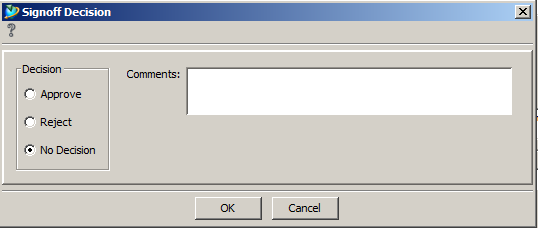 Signoff Decision
?
Decision
Comments:
Approve
Reject
No Decision
OK
Cancel